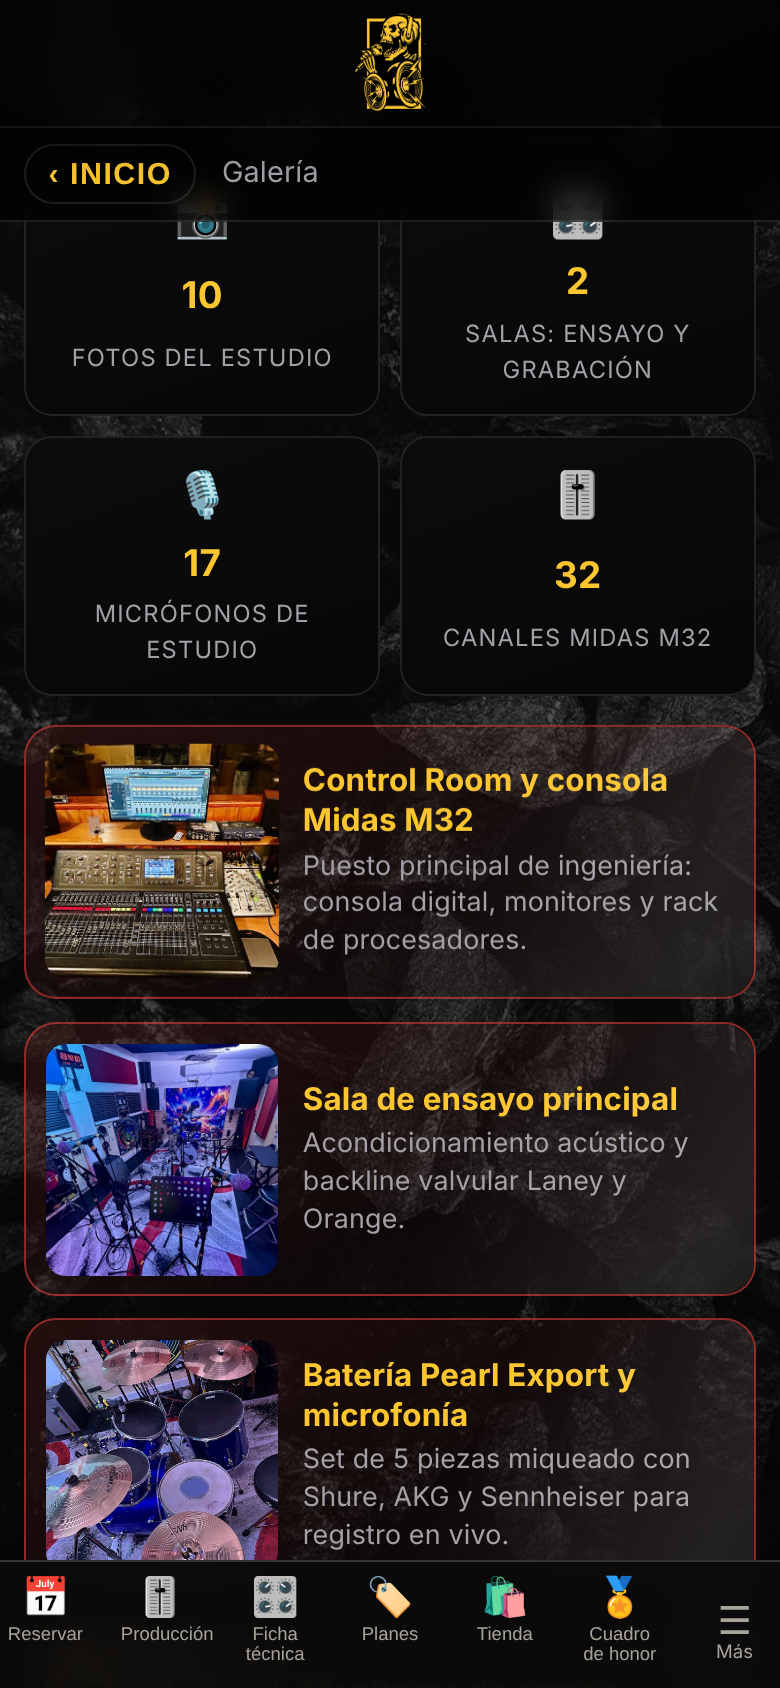 ‹ INICIO
Galería
10
FOTOS DEL ESTUDIO
2
SALAS: ENSAYO Y
GRABACIÓN
17
MICRÓFONOS DE
ESTUDIO
32
CANALES MIDAS M32
Control Room y consola
Midas M32
Puesto principal de ingeniería:
consola digital, monitores y rack
de procesadores.
Sala de ensayo principal
Acondicionamiento acústico y
backline valvular Laney y
Orange.
Batería Pearl Export y
microfonía
Set de 5 piezas miqueado con
Shure, AKG y Sennheiser para
registro en vivo.
July
17
Reservar
Producción
Ficha
técnica
Planes
Tienda
Cuadro
de honor
Más